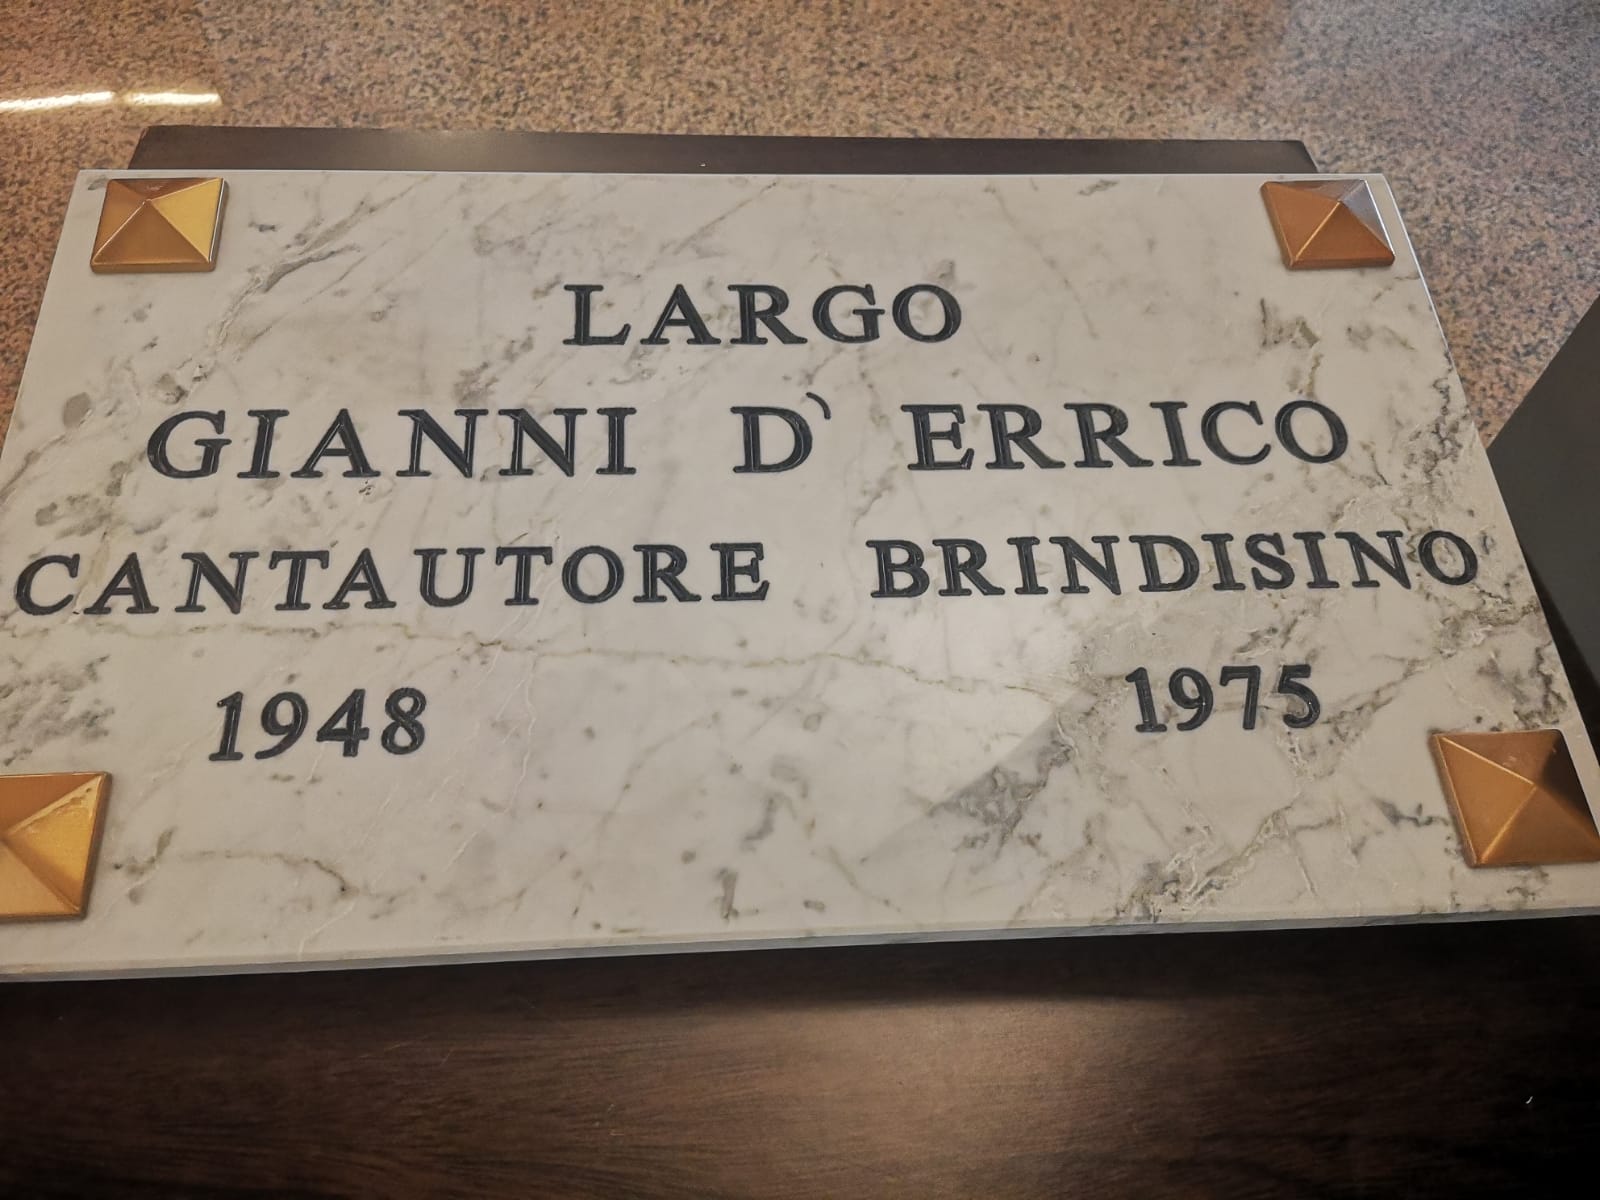 LARGO
GIANNI D' ERRICO
CANTAUTORE BRINDISINO
1948 1975